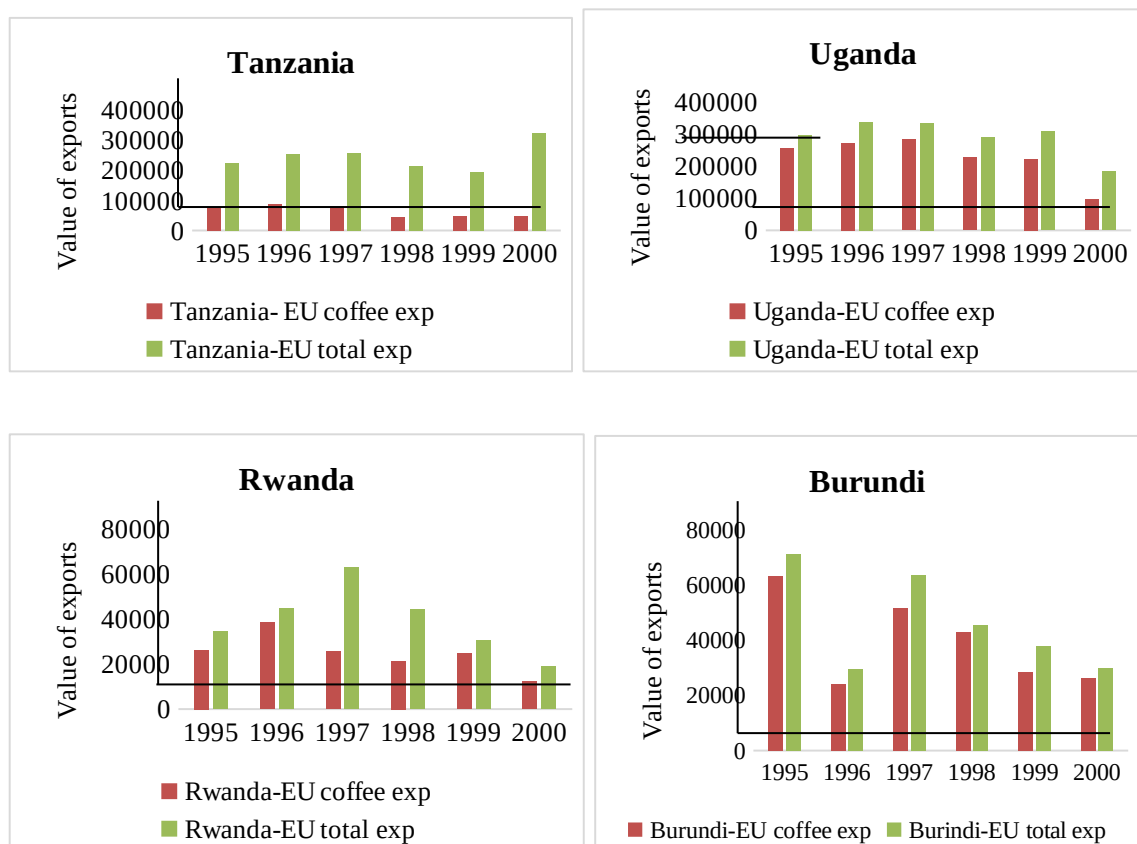 Tanzania
Value of exports
400000
300000
200000
100000
0
1995 1996 1997 1998 1999 2000
Tanzania- EU coffee exp
Tanzania-EU total exp
Uganda
Value of exports
400000
300000
200000
100000
0
1995 1996 1997 1998 1999 2000
Uganda-EU coffee exp
Uganda-EU total exp
Rwanda
Value of exports
80000
60000
40000
20000
0
1995 1996 1997 1998 1999 2000
Rwanda-EU coffee exp
Rwanda-EU total exp
Burundi
Value of exports
80000
60000
40000
20000
0
1995 1996 1997 1998 1999 2000
Burundi-EU coffee exp Burindi-EU total exp